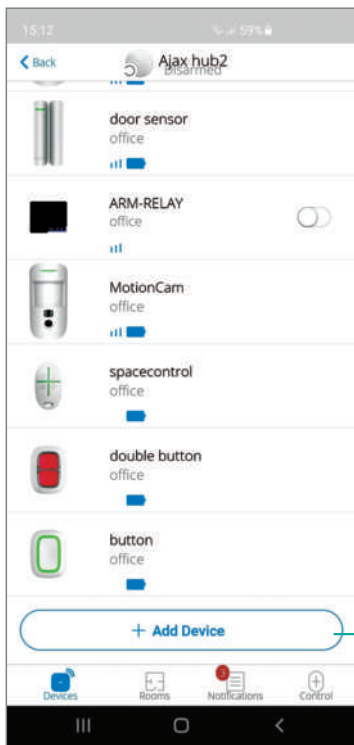 15:12
59%
Back
Ajax hub2
Disarmed
door sensor
office
ARM-RELAY
office
MotionCam
office
spacecontrol
office
double button
office
button
office
+ Add Device
Devices
Rooms
Notifications
Control